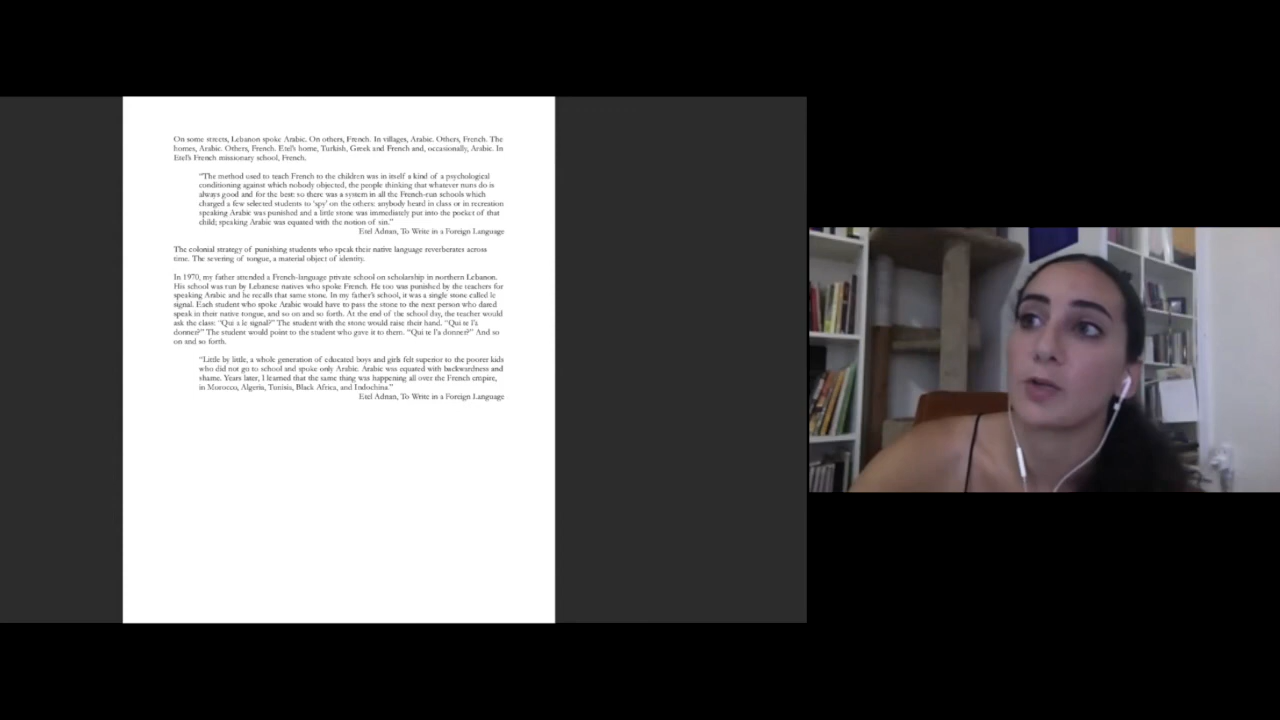 On some streets, Lebanon spoke Arabic. On others, French. In villages, Arabic. Others, French. The
homes, Arabic. Others, French. Etel's home, Turkish, Greek and French and, occasionally, Arabic. In
Etel's French missionary school, French.
"The method used to teach French to the children was in itself a kind of a psychological
conditioning against which nobody objected, the people thinking that whatever nuns do is
always good and for the best: so there was a system in all the French-run schools which
charged a few selected students to 'spy' on the others: anybody heard in class or in recreation
speaking Arabic was punished and a little stone was immediately put into the pocket of that
child; speaking Arabic was equated with the notion of sin."
Etel Adnan, To Write in a Foreign Language
The colonial strategy of punishing students who speak their native language reverberates across
time. The severing of tongue, a material object of identity.
In 1970, my father attended a French-language private school on scholarship in northern Lebanon.
His school was run by Lebanese natives who spoke French. He too was punished by the teachers for
speaking Arabic and he recalls that same stone. In my father's school, it was a single stone called le
signal. Each student who spoke Arabic would have to pass the stone to the next person who dared
speak in their native tongue, and so on and so forth. At the end of the school day, the teacher would
ask the class: "Qui a le signal?" The student with the stone would raise their hand. "Qui te l'a
donner?" The student would point to the student who gave it to them. "Qui te l'a donner?" And so
on and so forth.
"Little by little, a whole generation of educated boys and girls felt superior to the poorer kids
who did not go to school and spoke only Arabic. Arabic was equated with backwardness and
shame. Years later, I learned that the same thing was happening all over the French empire,
in Morocco, Algeria, Tunisia, Black Africa, and Indochina."
Etel Adnan, To Write in a Foreign Language